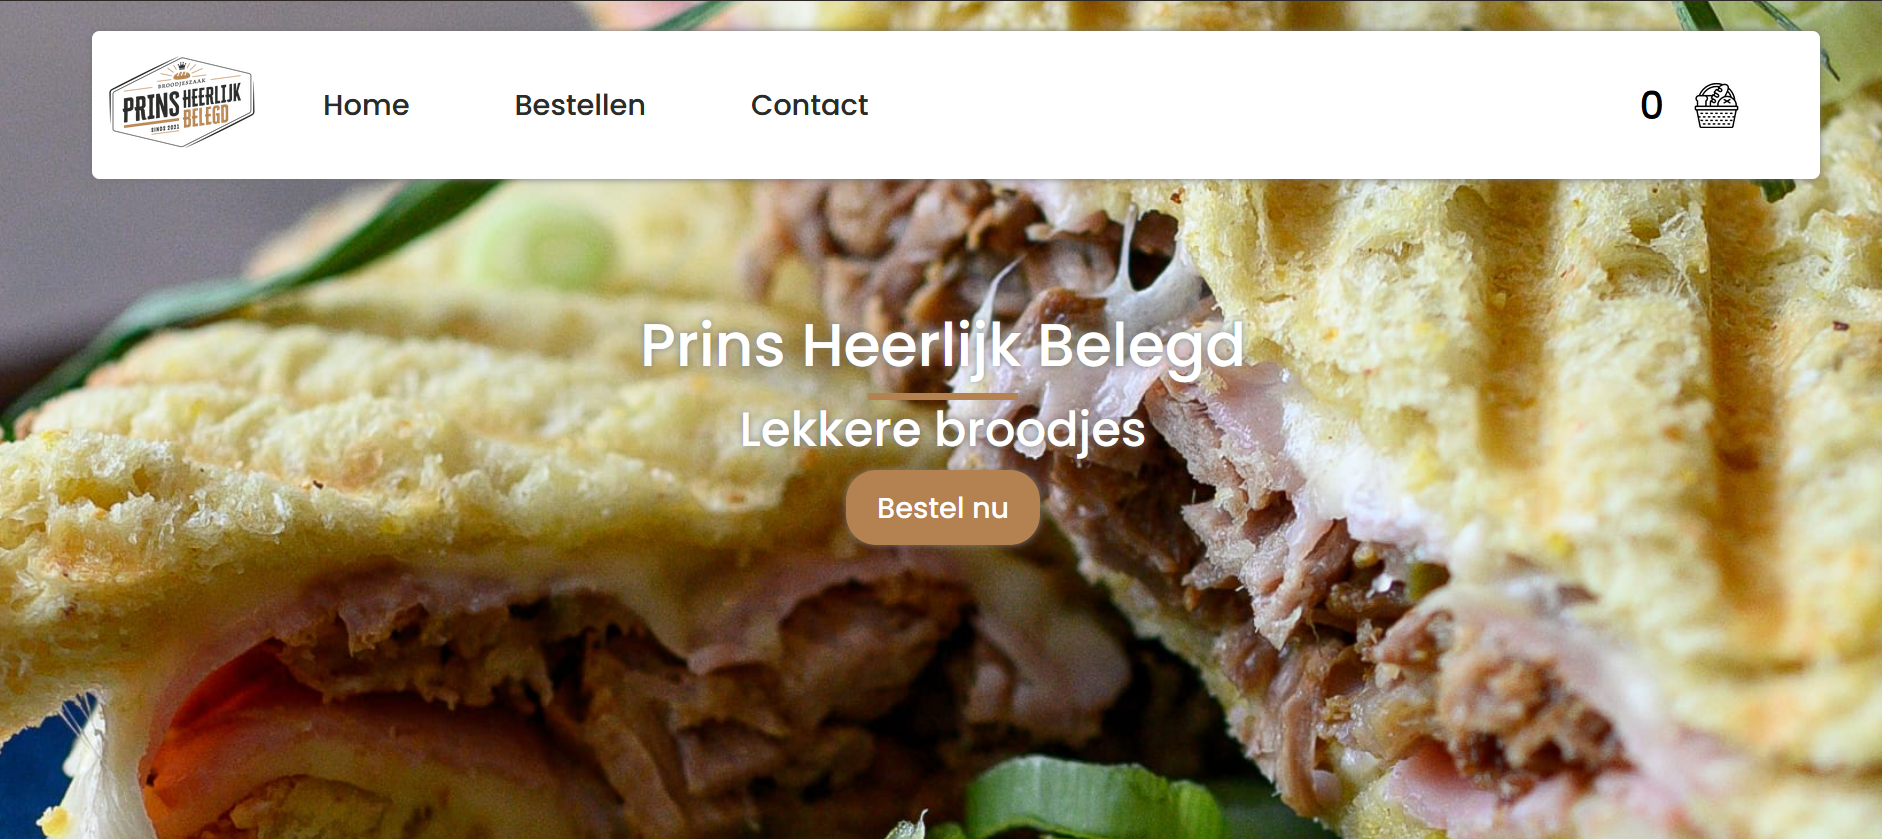 BROODJESZAAK
PRINS HEERLIJK
BELEGD
SINDS 2021
Home
Bestellen
Contact
0
Prins Heerlijk Belegd
Lekkere broodjes
Bestel nu